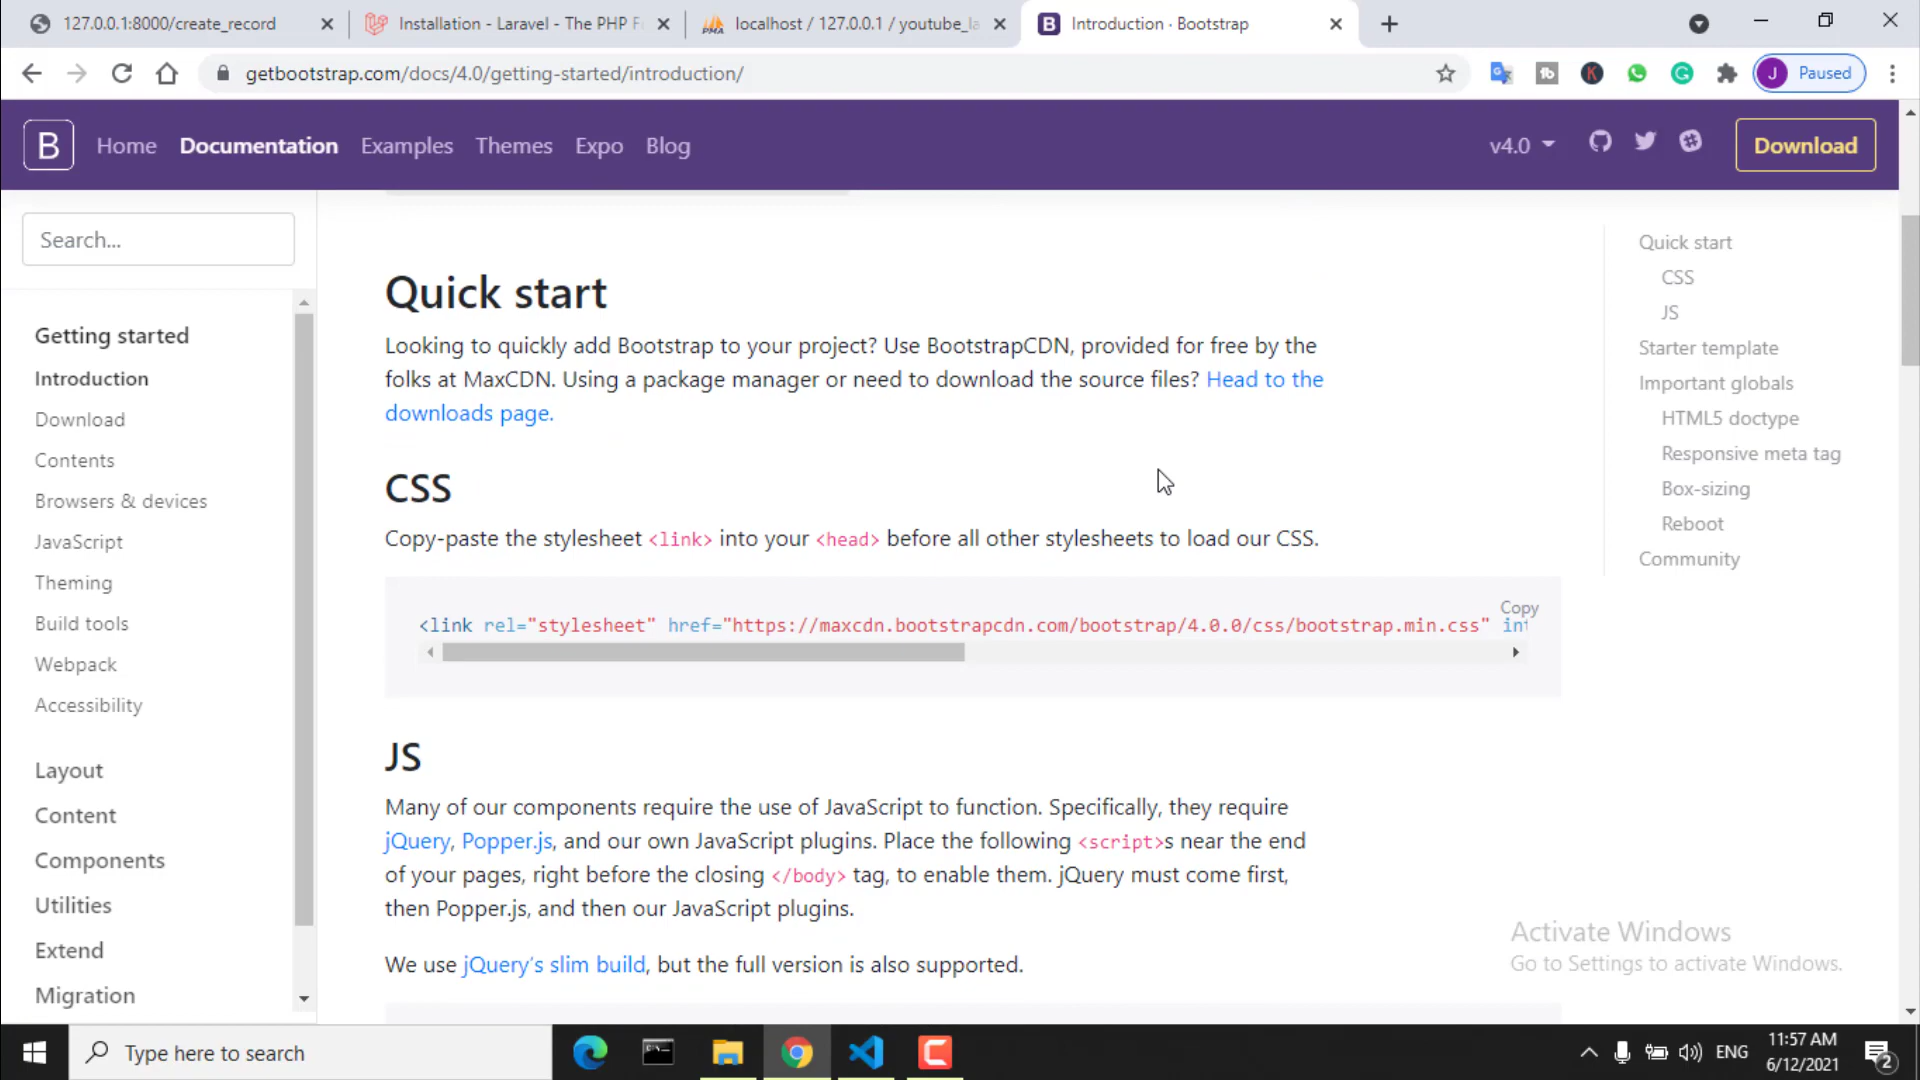 127.0.0.1:8000/create_record
Installation - Laravel - The PHP F
localhost / 127.0.0.1 / youtube_la
Introduction · Bootstrap
getbootstrap.com/docs/4.0/getting-started/introduction/
J Paused
B Home Documentation Examples Themes Expo Blog v4.0 Download
Search...
Getting started
Introduction
Download
Contents
Browsers & devices
JavaScript
Theming
Build tools
Webpack
Accessibility
Layout
Content
Components
Utilities
Extend
Migration
Quick start
Looking to quickly add Bootstrap to your project? Use BootstrapCDN, provided for free by the
folks at MaxCDN. Using a package manager or need to download the source files? Head to the
downloads page.
CSS
Copy-paste the stylesheet <link> into your <head> before all other stylesheets to load our CSS.
Copy
<link rel="stylesheet" href="https://maxcdn.bootstrapcdn.com/bootstrap/4.0.0/css/bootstrap.min.css" int
JS
Many of our components require the use of JavaScript to function. Specifically, they require
jQuery, Popper.js, and our own JavaScript plugins. Place the following <script>s near the end
of your pages, right before the closing </body> tag, to enable them. jQuery must come first,
then Popper.js, and then our JavaScript plugins.
We use jQuery's slim build, but the full version is also supported.
Quick start
CSS
JS
Starter template
Important globals
HTML5 doctype
Responsive meta tag
Box-sizing
Reboot
Community
Activate Windows
Go to Settings to activate Windows.
Type here to search
ENG
11:57 AM
6/12/2021
2